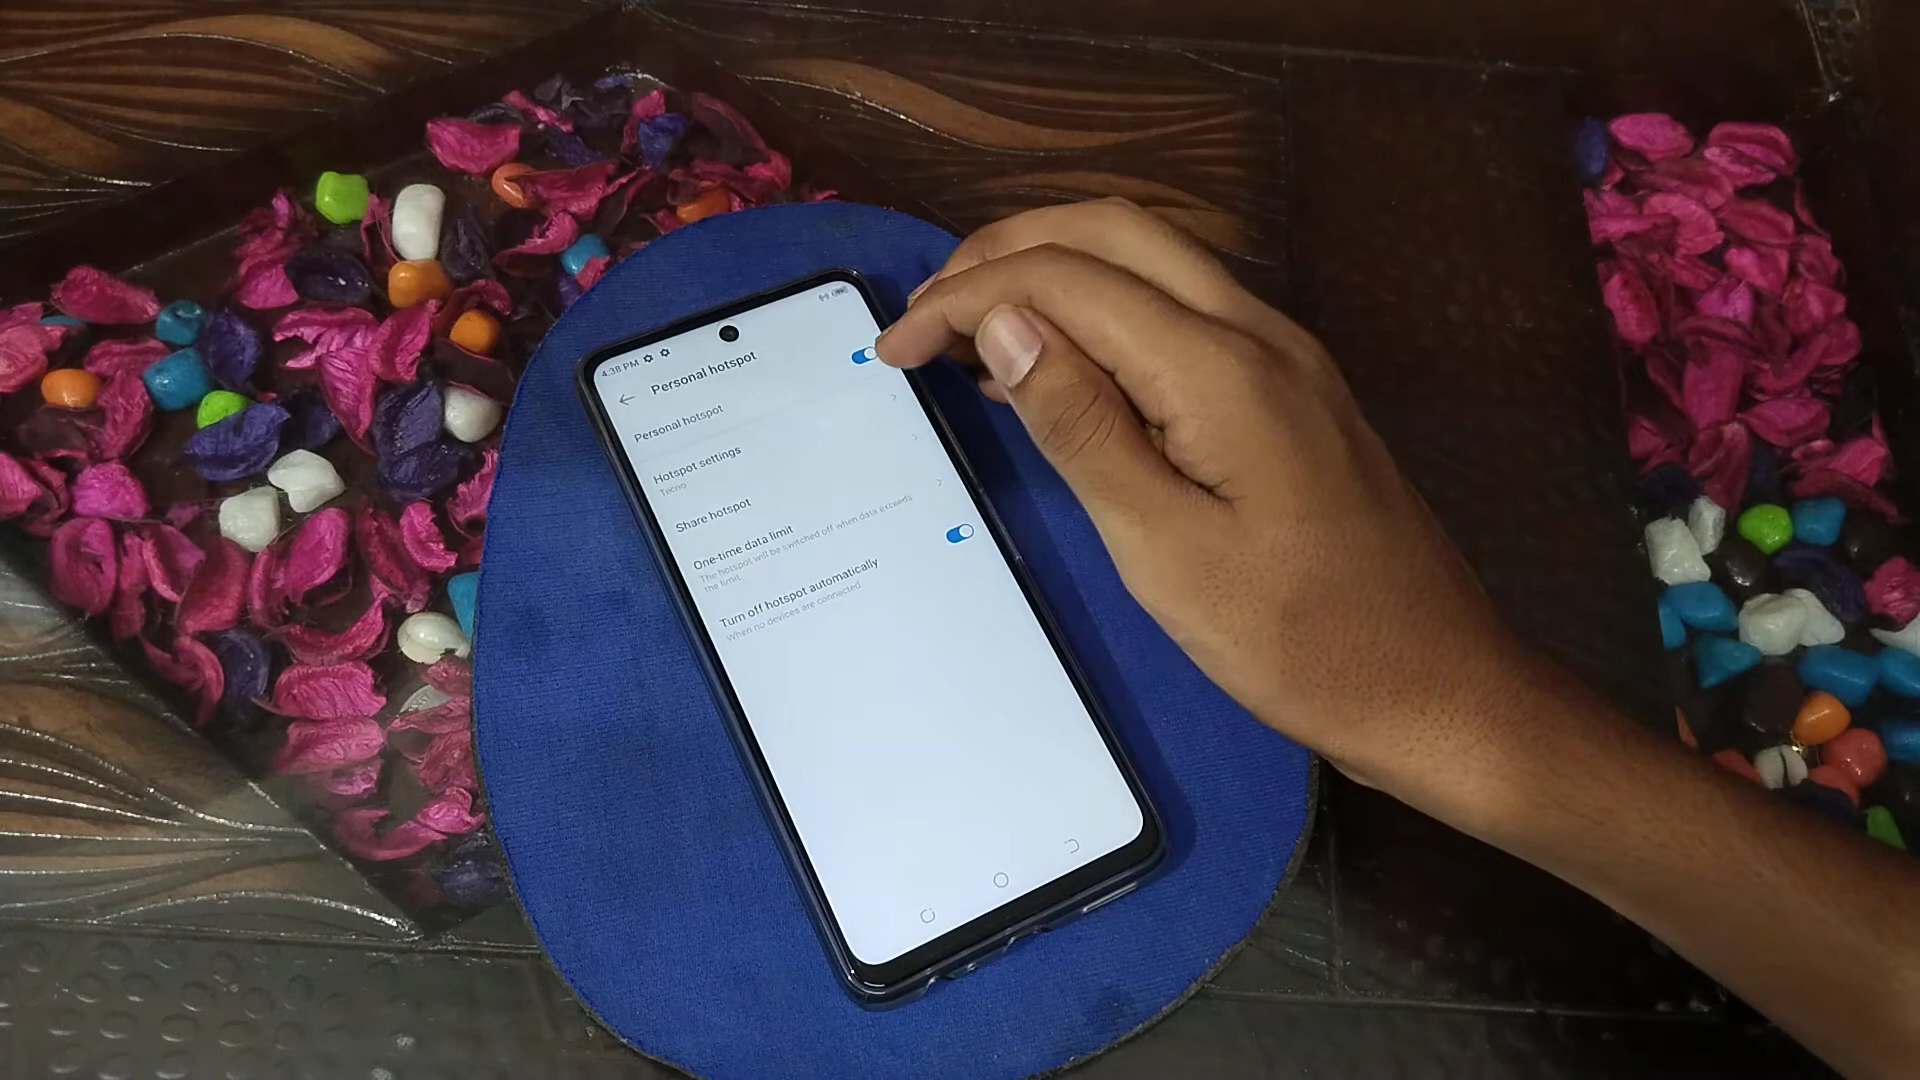 4:38 PM
Personal hotspot
Personal hotspot
Hotspot settings
Tecno
Share hotspot
One-time data limit
The hotspot will be switched off when data exceeds
the limit.
Turn off hotspot automatically
When no devices are connected